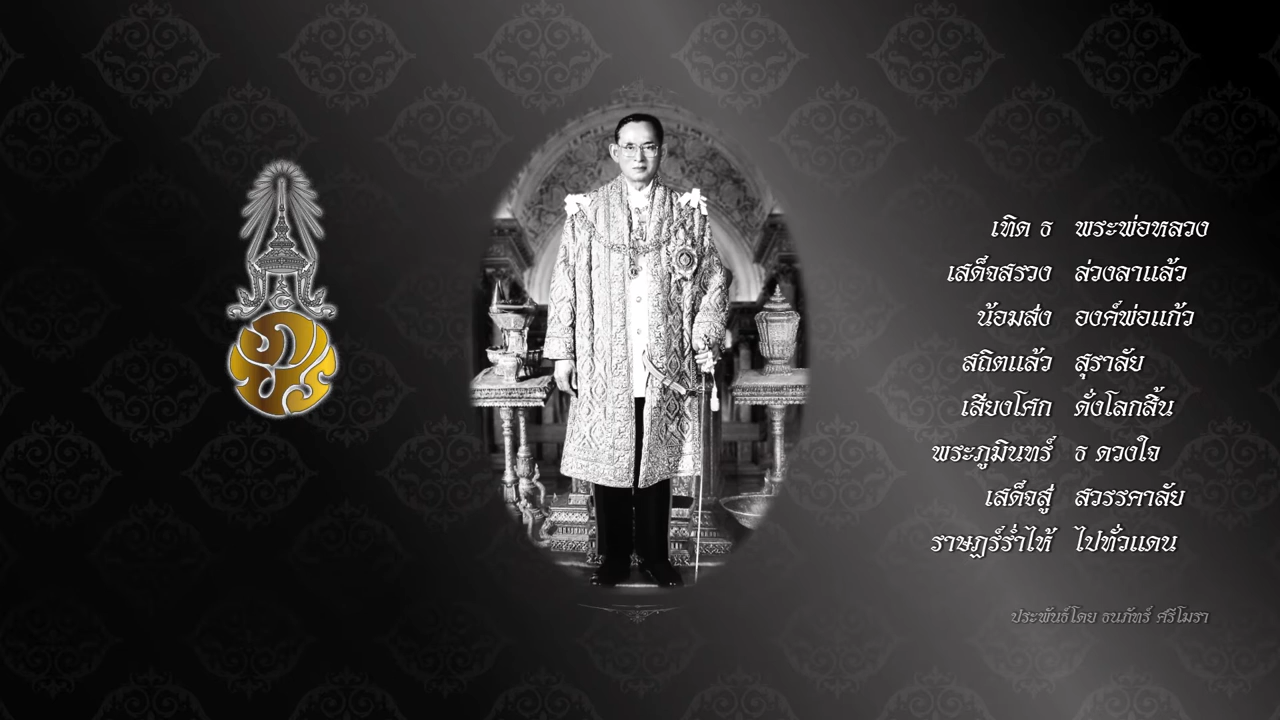 เทิด ธ พระพ่อหลวง
เสด็จสรวง ล่วงลาแล้ว
น้อมส่ง องค์พ่อแก้ว
สถิตแล้ว สุราลัย
เสียงโศก ดั่งโลกสิ้น
พระภูมินทร์ ธ ดวงใจ
เสด็จสู่ สวรรคาลัย
ราษฎร์ร่ำไห้ ไปทั่วแดน
ประพันธ์โดย ธนภัทร์ ศรีโมรา